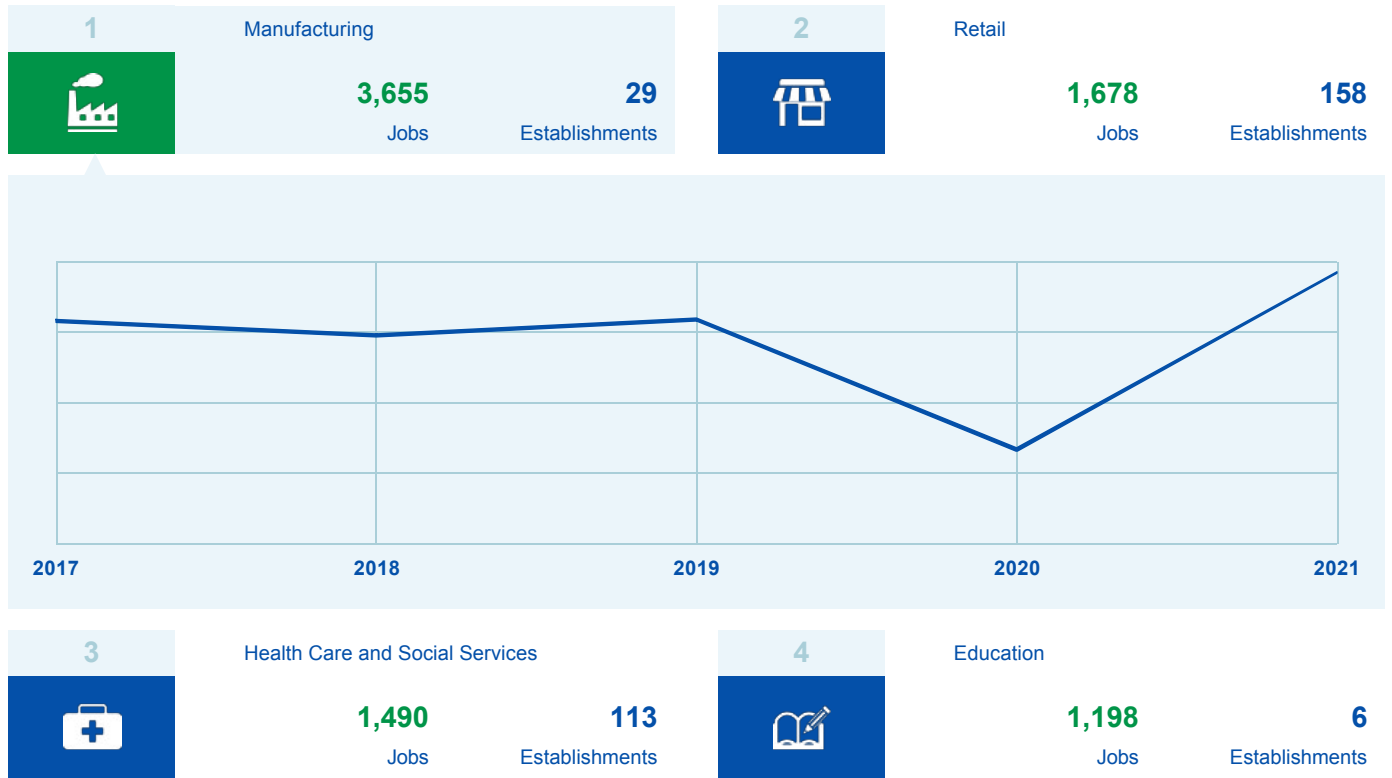 1
Manufacturing
3,655
29
Jobs
Establishments
2
Retail
1,678
158
Jobs
Establishments
2017
2018
2019
2020
2021
3
Health Care and Social Services
1,490
113
Jobs
Establishments
4
Education
1,198
6
Jobs
Establishments